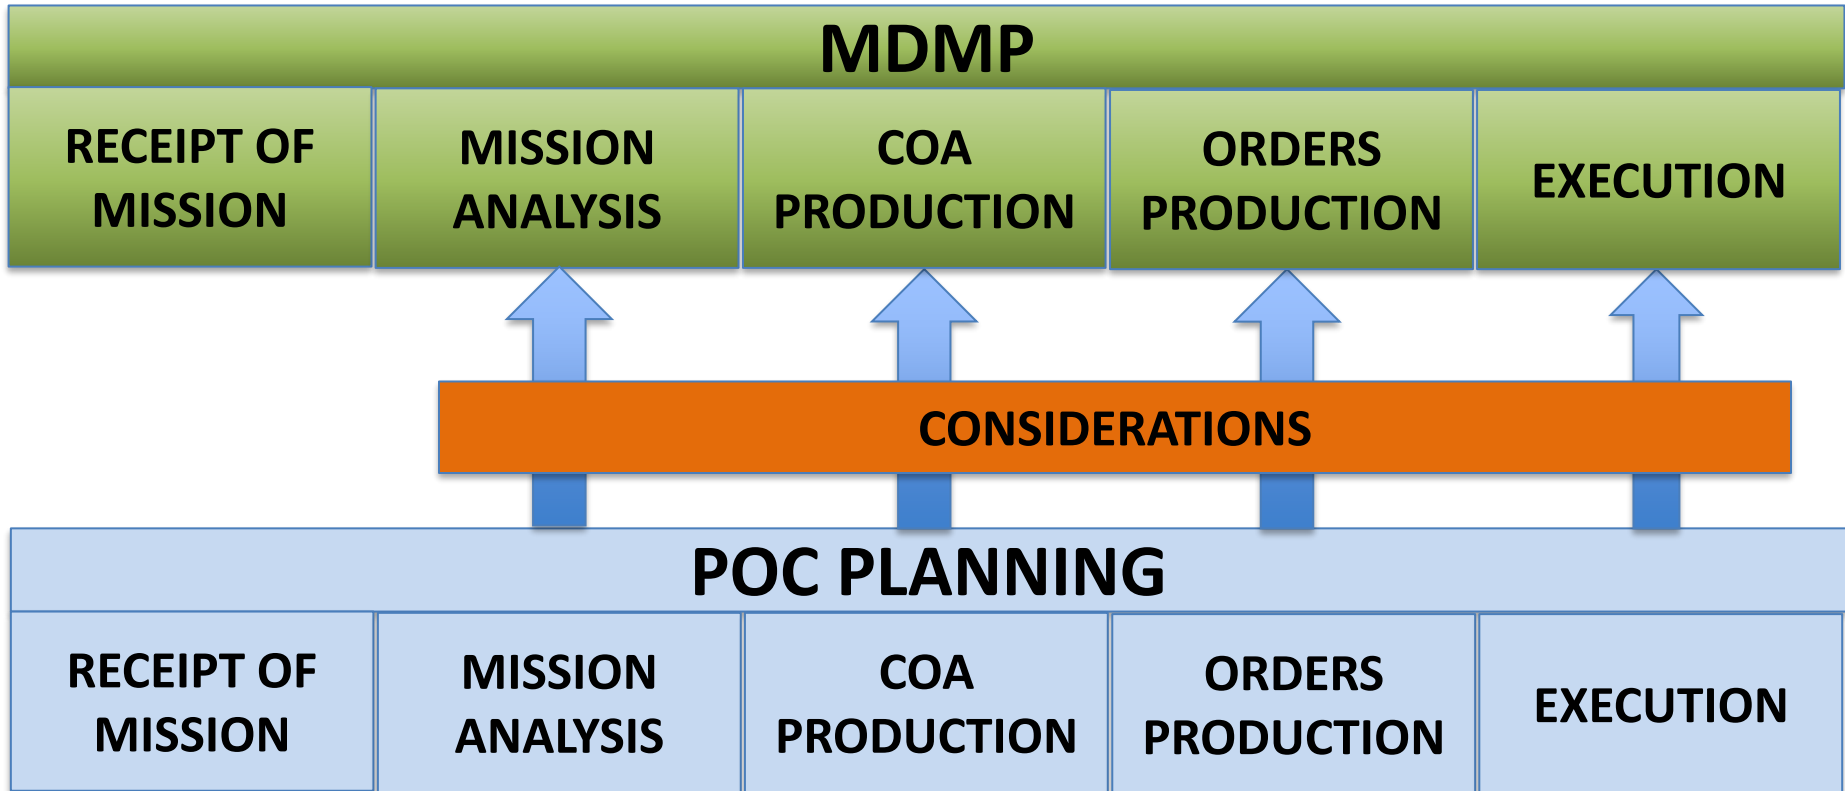 MDMP
RECEIPT OF
MISSION
MISSION
ANALYSIS
COA
PRODUCTION
ORDERS
PRODUCTION
EXECUTION
CONSIDERATIONS
POC PLANNING
RECEIPT OF
MISSION
MISSION
ANALYSIS
COA
PRODUCTION
ORDERS
PRODUCTION
EXECUTION